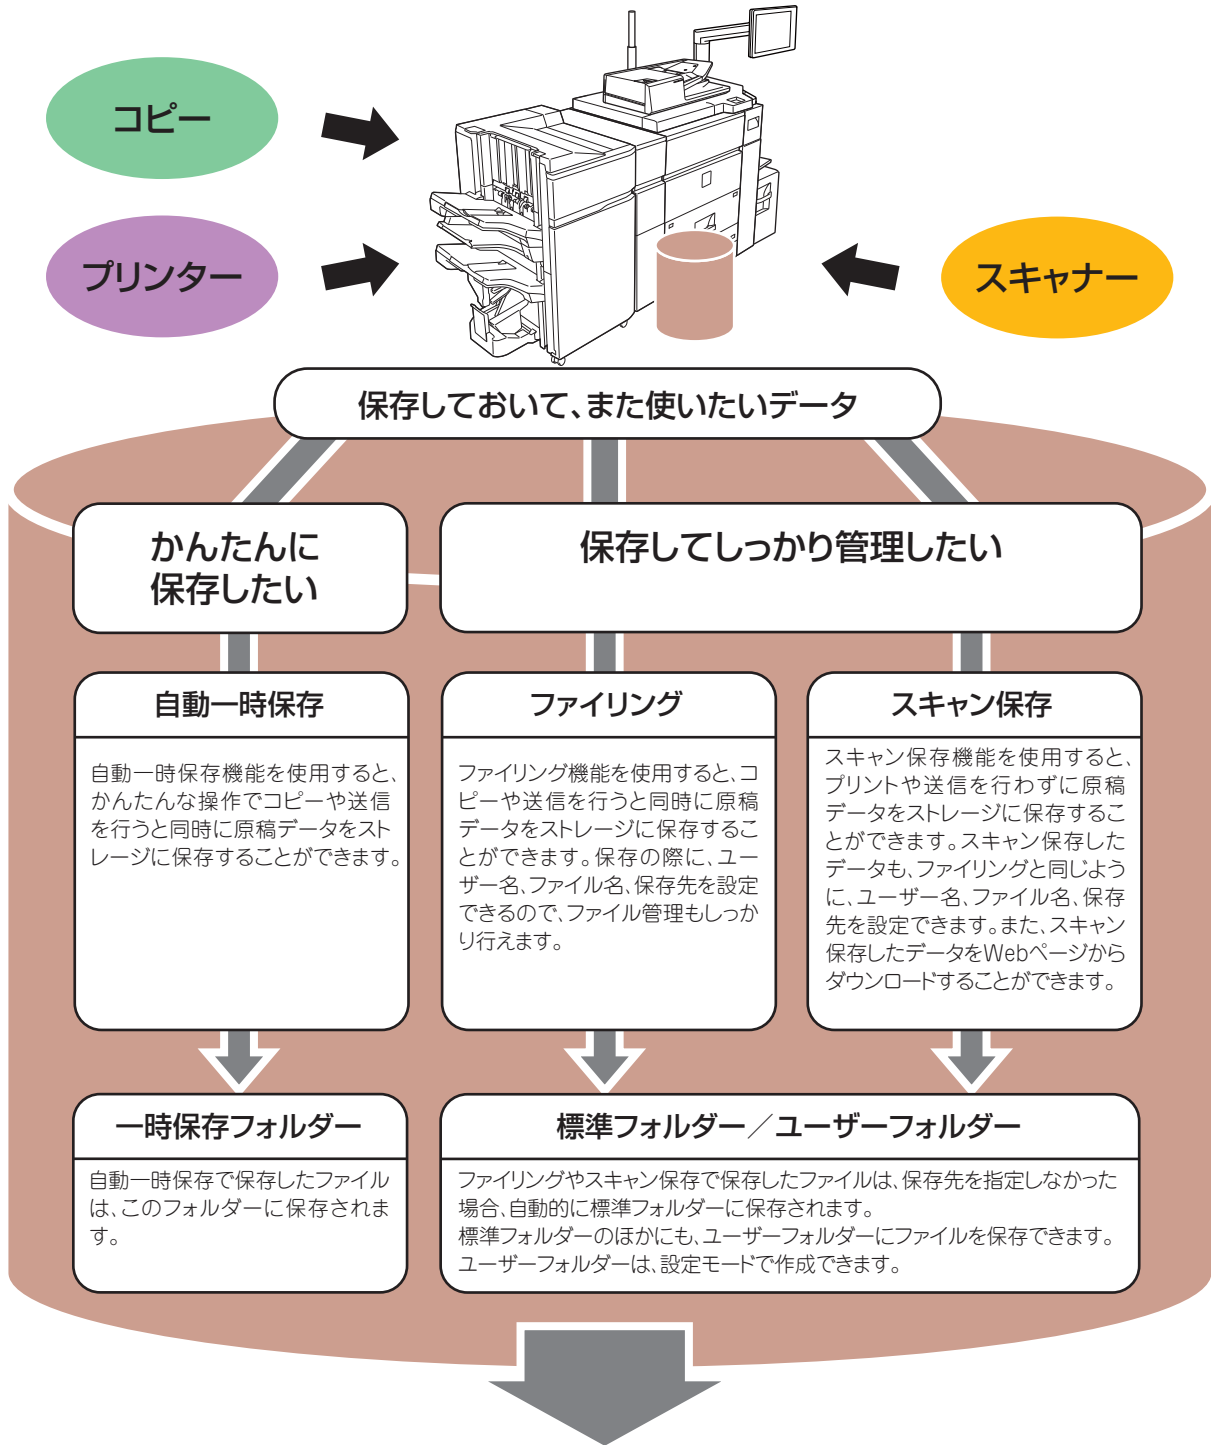 コピー
プリンター
スキャナー
保存しておいて、また使いたいデータ
かんたんに
保存したい
保存してしっかり管理したい
自動一時保存
自動一時保存機能を使用すると、
かんたんな操作でコピーや送信
を行うと同時に原稿データをスト
レージに保存することができます。
ファイリング
ファイリング機能を使用すると、コ
ピーや送信を行うと同時に原稿
データをストレージに保存するこ
とができます。保存の際に、ユー
ザー名、ファイル名、保存先を設定
できるので、ファイル管理もしっか
り行えます。
スキャン保存
スキャン保存機能を使用すると、
プリントや送信を行わずに原稿
データをストレージに保存するこ
とができます。スキャン保存した
データも、ファイリングと同じよう
に、ユーザー名、ファイル名、保存
先を設定できます。また、スキャン
保存したデータをWebページから
ダウンロードすることができます。
一時保存フォルダー
自動一時保存で保存したファイル
は、このフォルダーに保存されま
す。
標準フォルダー／ユーザーフォルダー
ファイリングやスキャン保存で保存したファイルは、保存先を指定しなかった
場合、自動的に標準フォルダーに保存されます。
標準フォルダーのほかにも、ユーザーフォルダーにファイルを保存できます。
ユーザーフォルダーは、設定モードで作成できます。